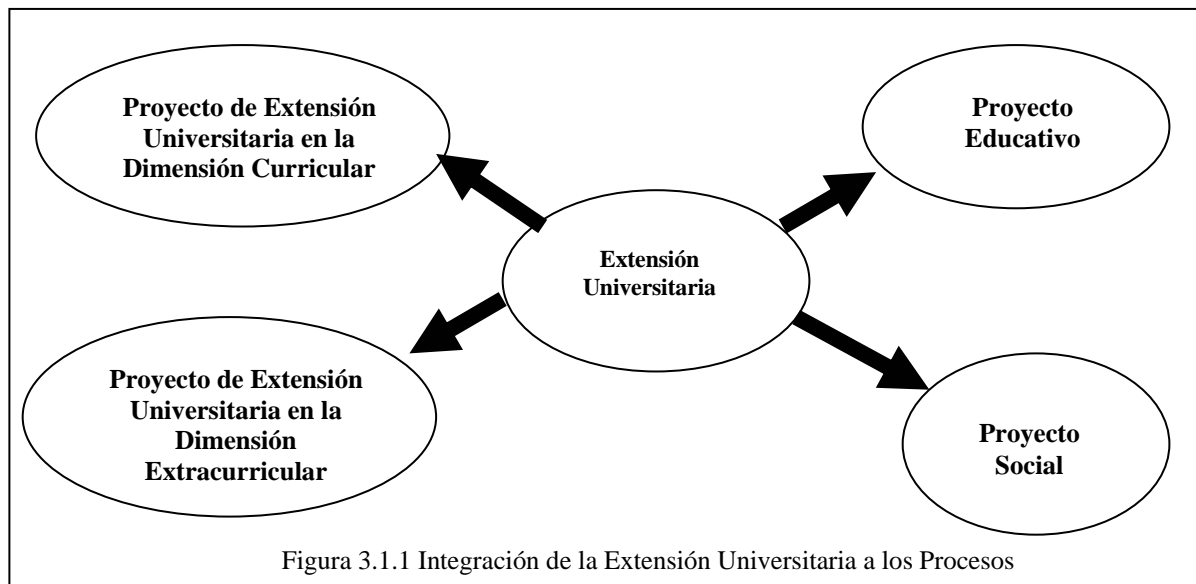 Proyecto de Extensión
Universitaria en la
Dimensión Curricular
Proyecto
Educativo
Extensión
Universitaria
Proyecto de Extensión
Universitaria en la
Dimensión
Extracurricular
Proyecto
Social
Figura 3.1.1 Integración de la Extensión Universitaria a los Procesos